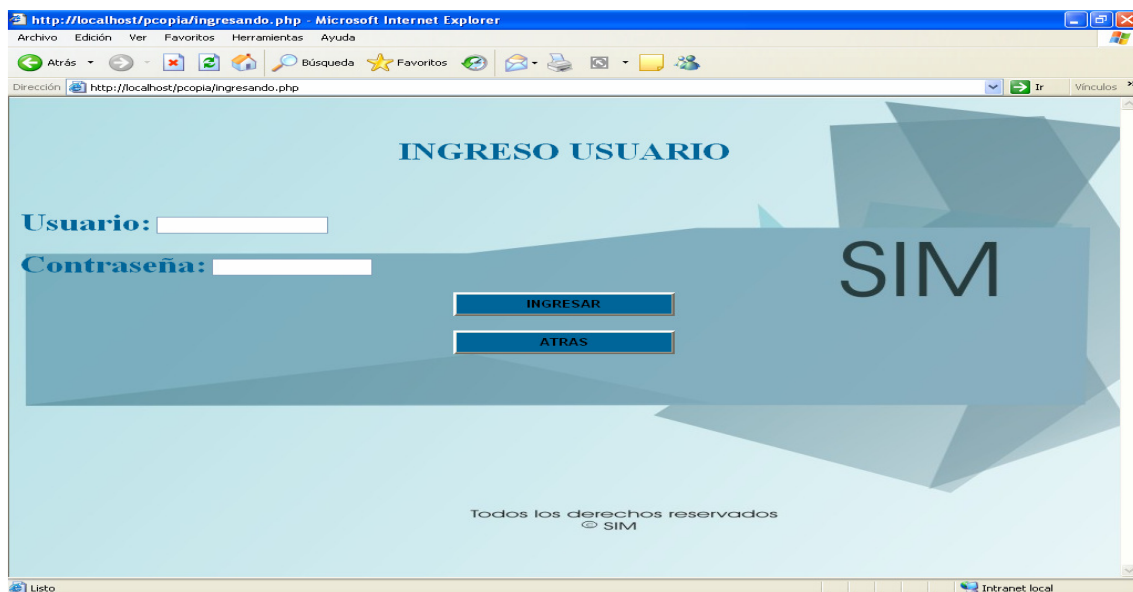 http://localhost/pcopia/ingresando.php - Microsoft Internet Explorer
Archivo Edición Ver Favoritos Herramientas Ayuda
Atrás Búsqueda Favoritos
Dirección http://localhost/pcopia/ingresando.php Ir Vínculos »
INGRESO USUARIO
Usuario:
Contraseña:
SIM
INGRESAR
ATRAS
Todos los derechos reservados
© SIM
Listo Intranet local